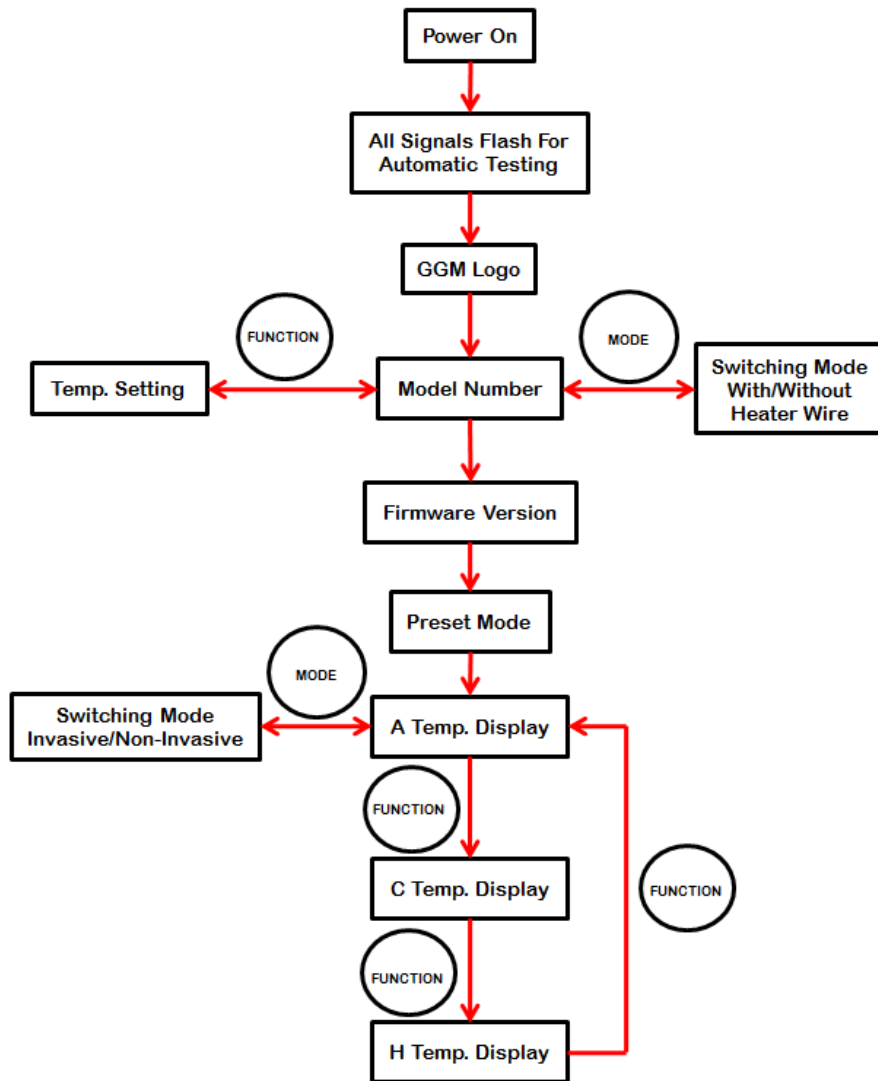 Power On
All Signals Flash For
Automatic Testing
GGM Logo
FUNCTION
MODE
Temp. Setting
Model Number
Switching Mode
With/Without
Heater Wire
Firmware Version
Preset Mode
MODE
Switching Mode
Invasive/Non-Invasive
A Temp. Display
FUNCTION
C Temp. Display
FUNCTION
FUNCTION
H Temp. Display